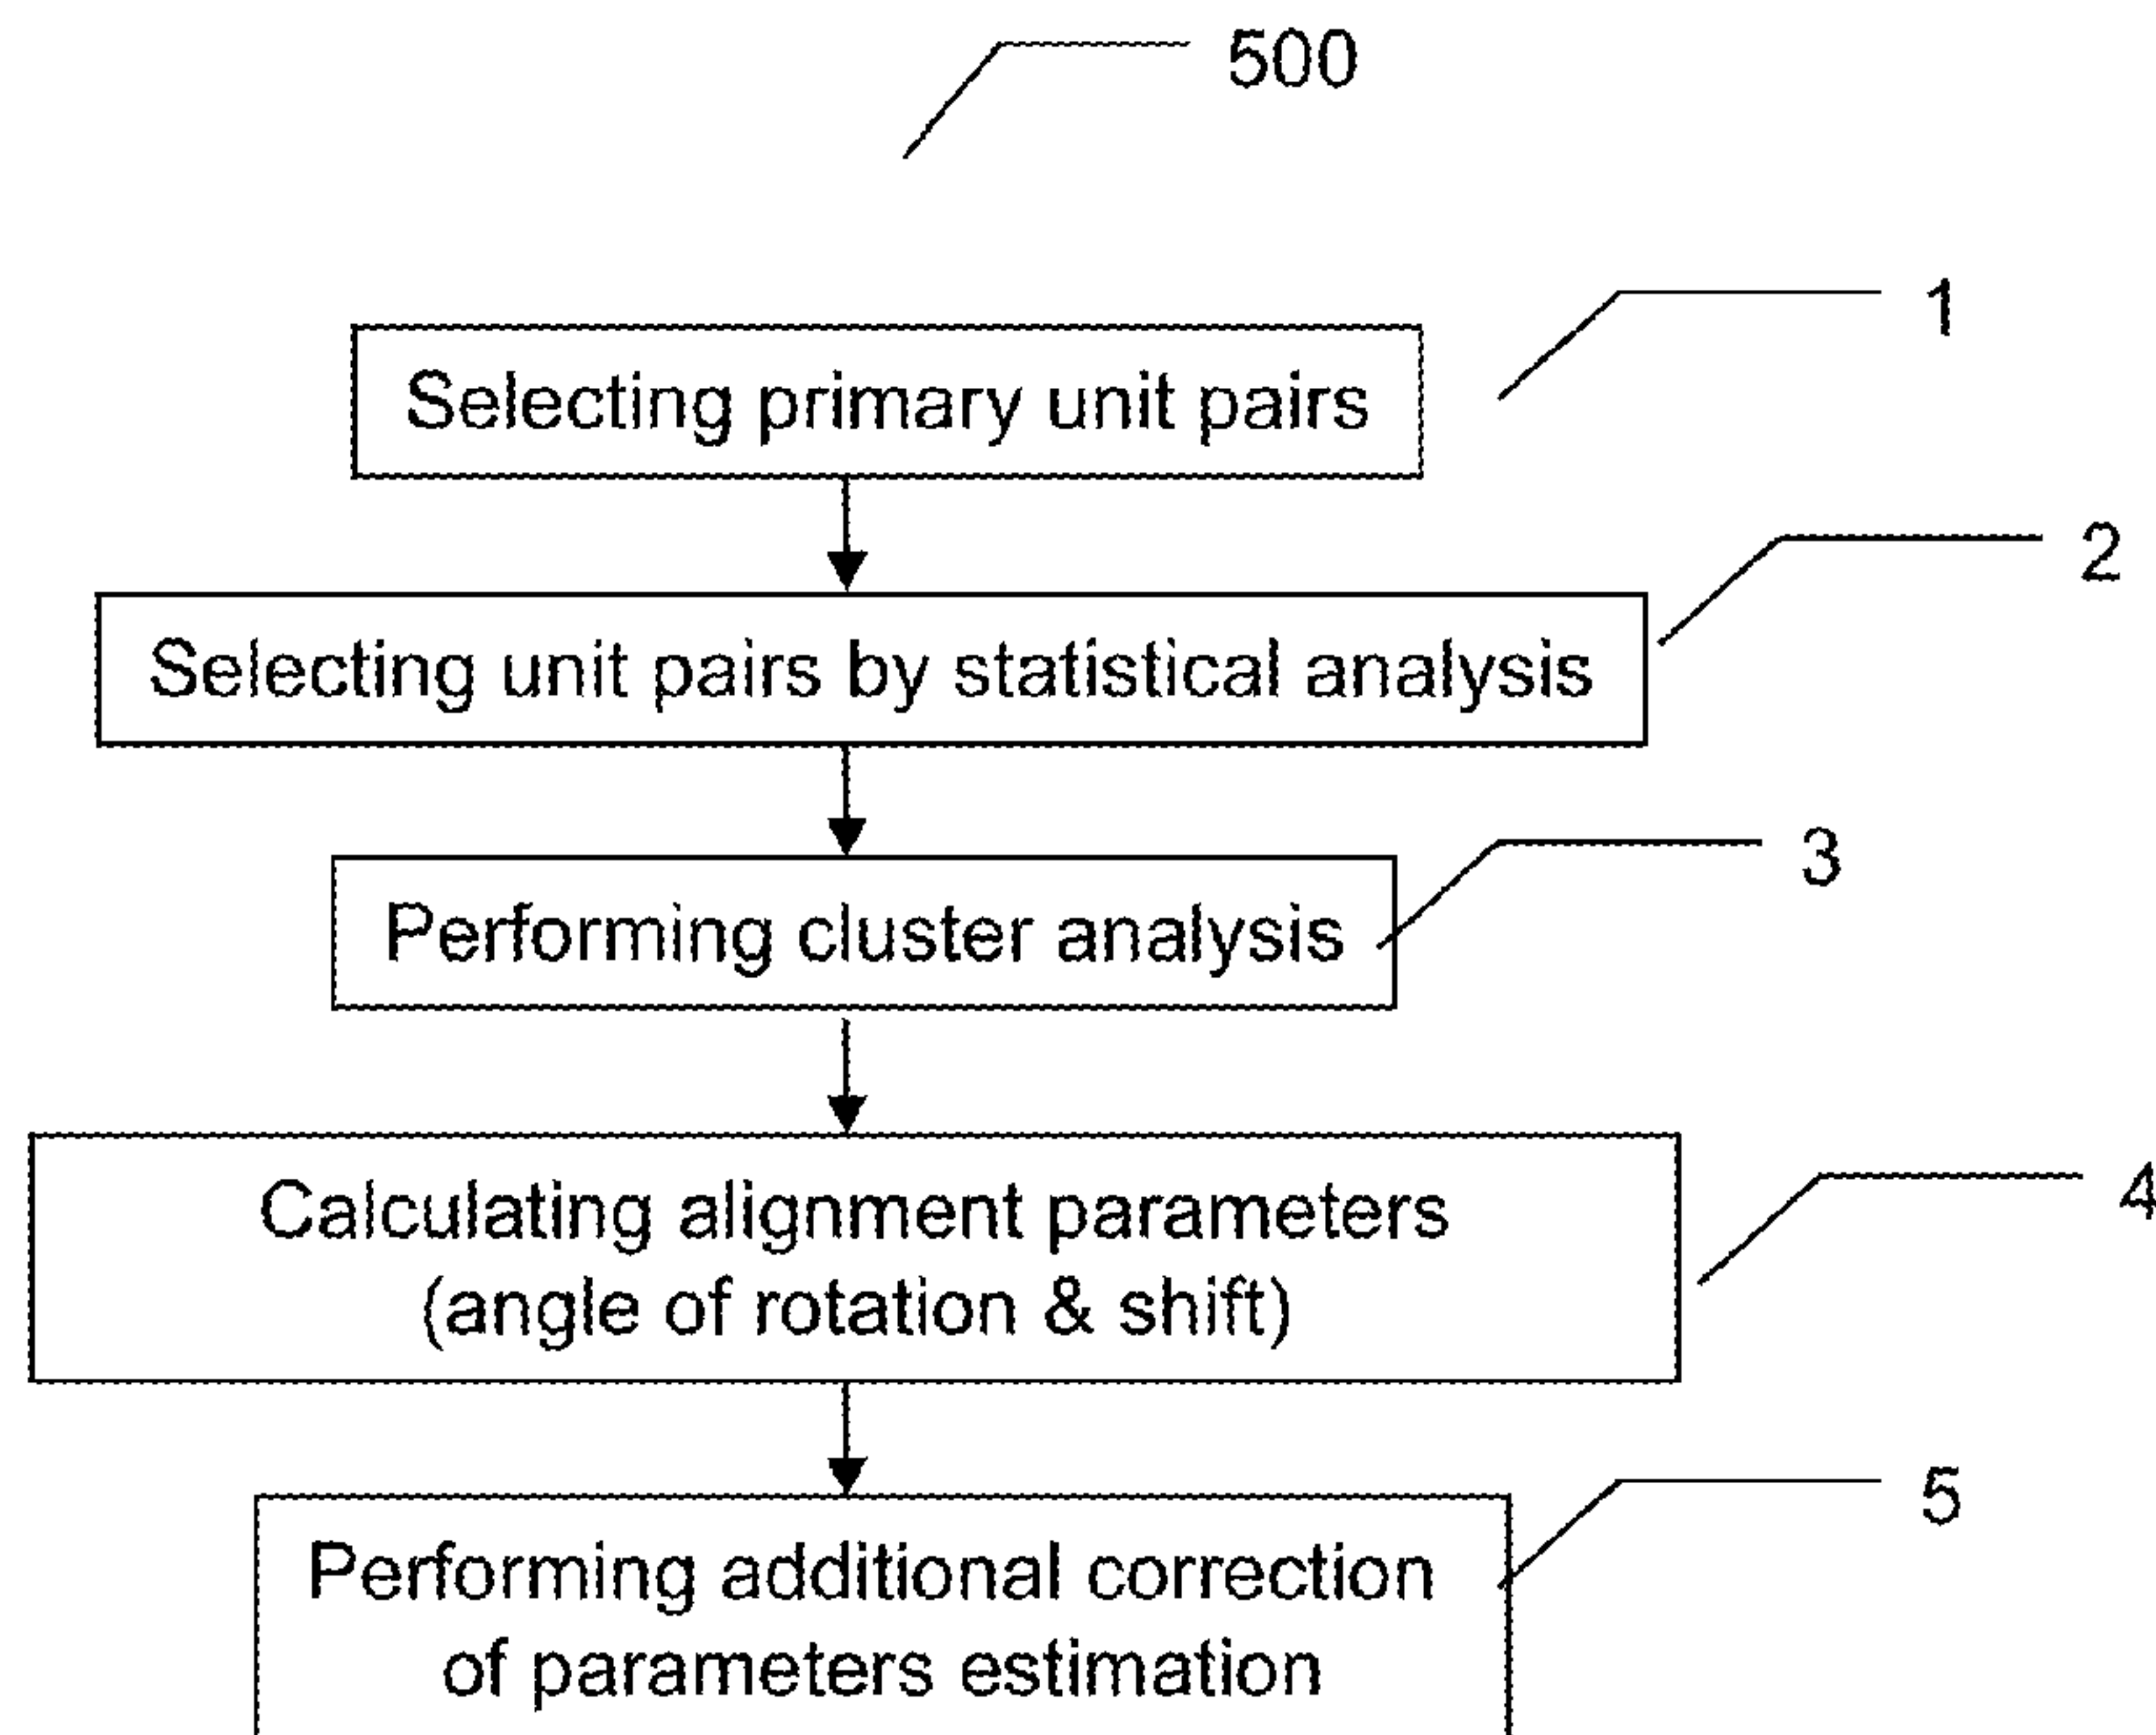 500
1
Selecting primary unit pairs
2
Selecting unit pairs by statistical analysis
3
Performing cluster analysis
4
Calculating alignment parameters
(angle of rotation & shift)
5
Performing additional correction
of parameters estimation